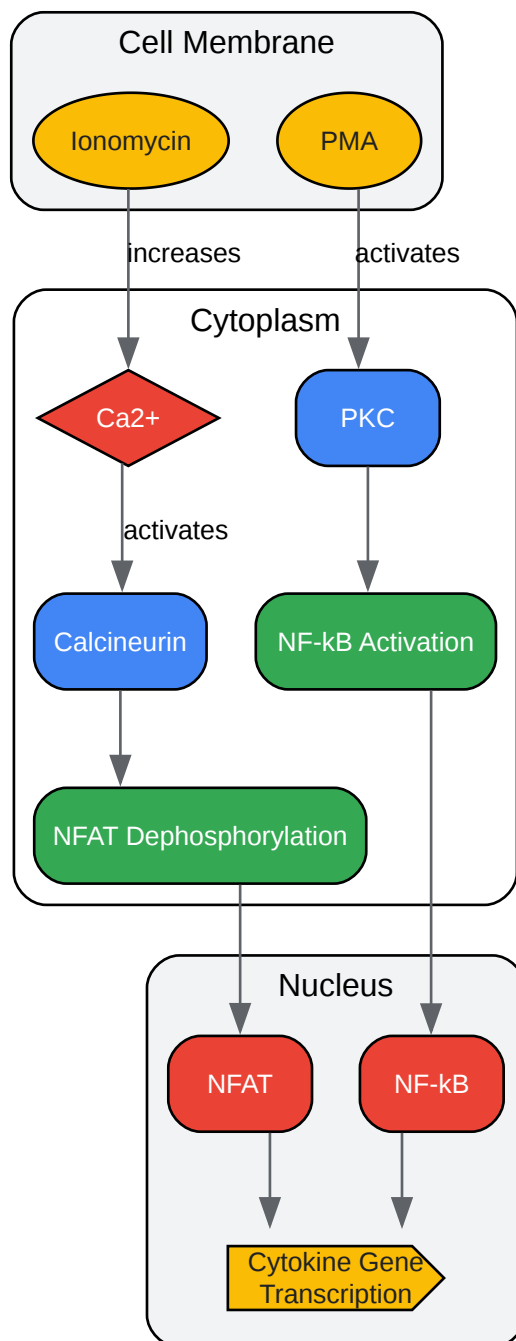 Cell Membrane
Ionomycin
PMA
increases
activates
Cytoplasm
Ca2+
PKC
activates
Calcineurin
NF-kB Activation
NFAT Dephosphorylation
Nucleus
NFAT
NF-kB
Cytokine Gene
Transcription